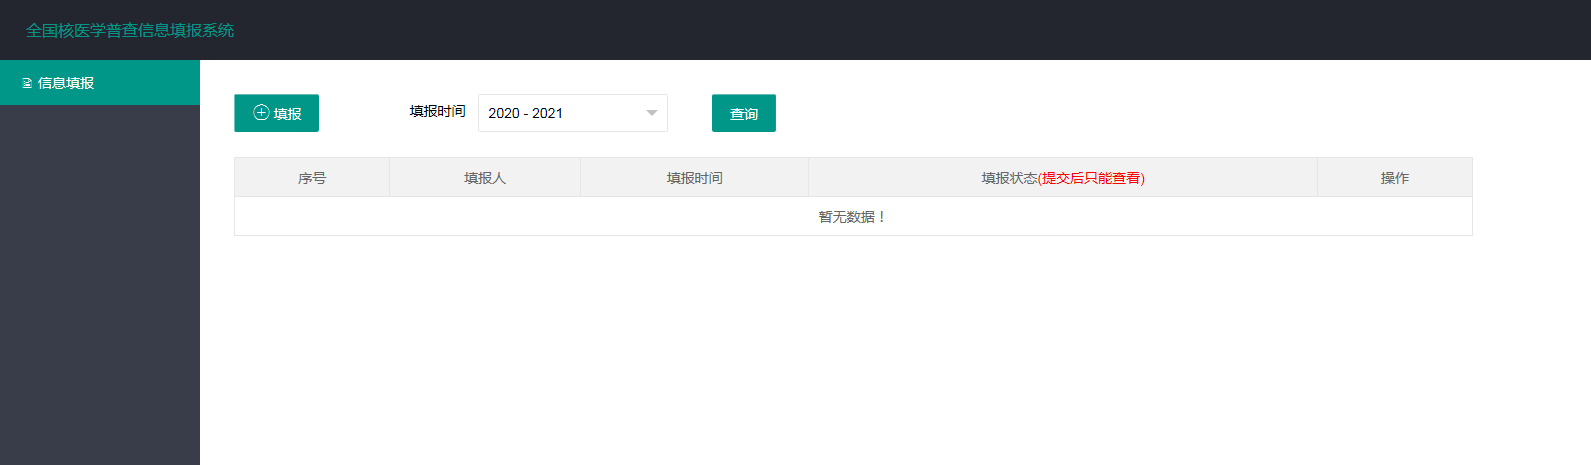 全国核医学普查信息填报系统
信息填报
填报 填报时间 2020 - 2021 查询
序号 填报人 填报时间 填报状态(提交后只能查看) 操作
暂无数据！